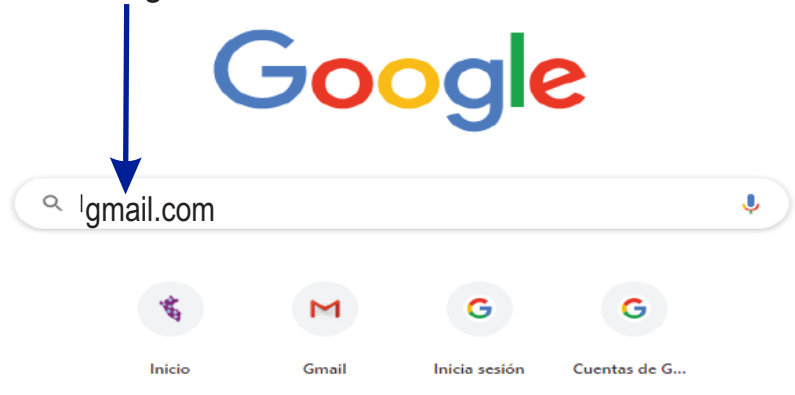 Google
gmail.com
Inicio
Gmail
Inicia sesión
Cuentas de G...